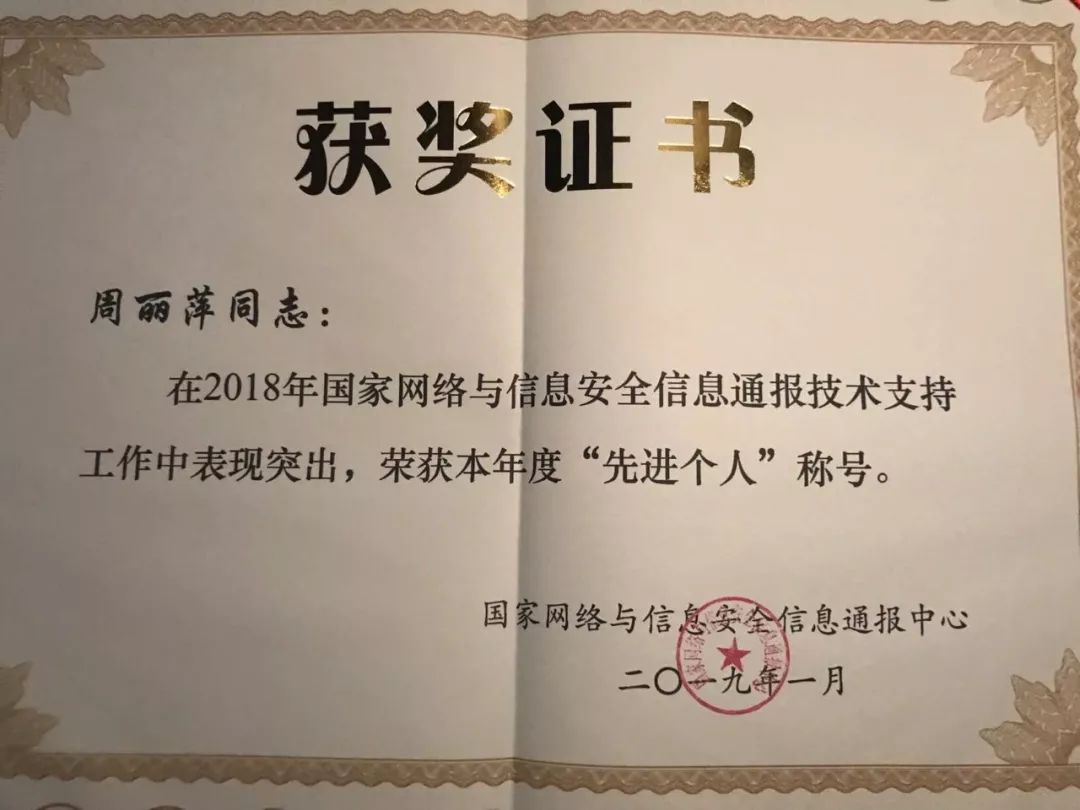 获奖证书
周丽萍同志：
在2018年国家网络与信息安全信息通报技术支持
工作中表现突出，荣获本年度“先进个人”称号。
国家网络与信息安全信息通报中心
二〇一九年一月